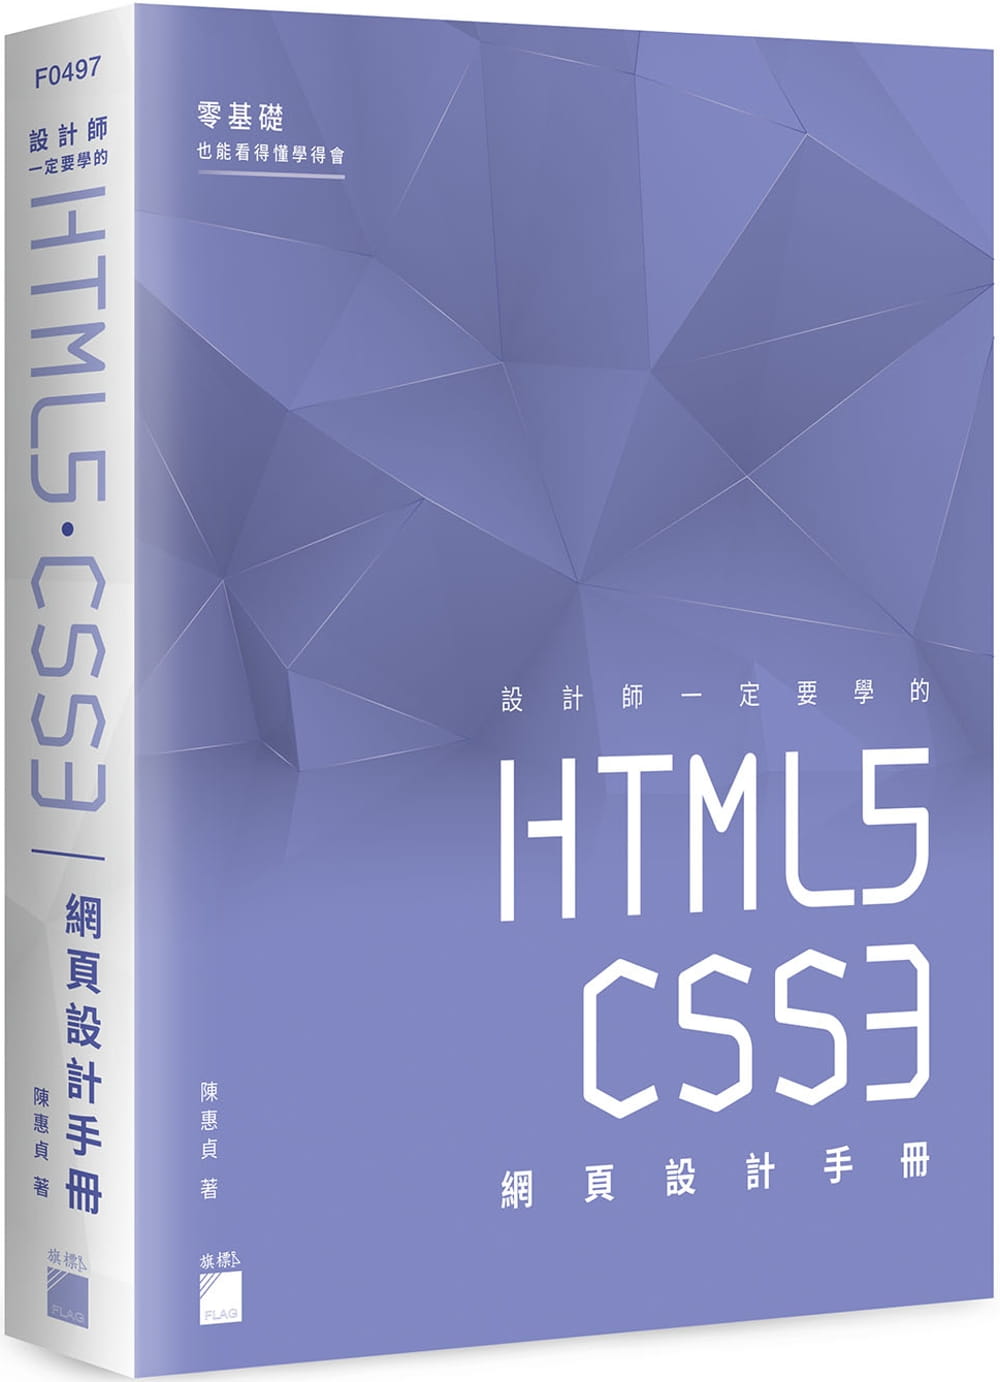 F0497
設計師
一定要學的
HTML5·CSS3
網頁設計手冊
陳惠貞 著
旗標
FLAG
零基礎
也能看得懂學得會
設計師一定要學的
HTML5
CSS3
網頁設計手冊
陳惠貞 著
旗標
FLAG